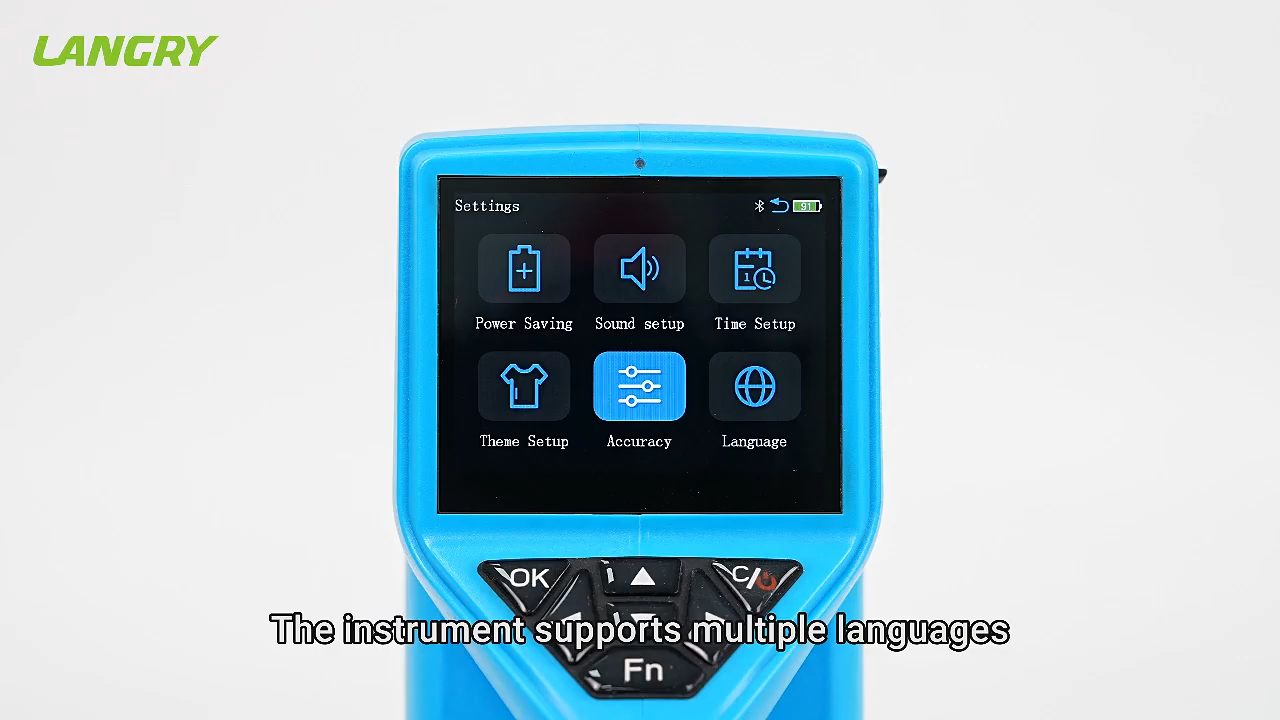 LANGRY
Settings
91
1
Power Saving Sound setup Time Setup
Theme Setup Accuracy Language
OK
C/
The instrument supports multiple languages
Fn